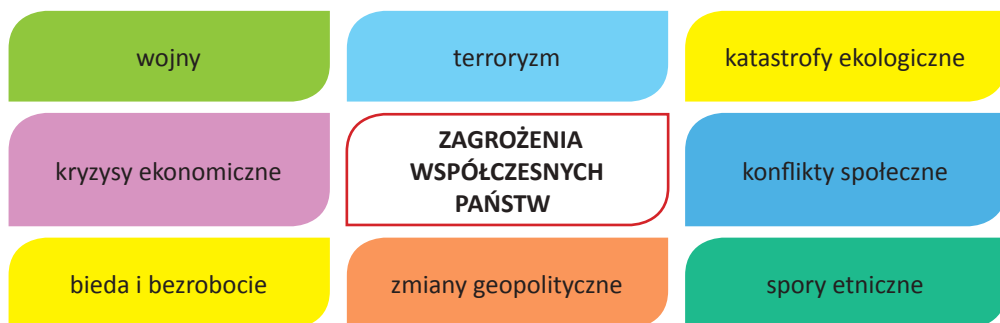 wojny
terroryzm
katastrofy ekologiczne
kryzysy ekonomiczne
ZAGROŻENIA
WSPÓŁCZESNYCH
PAŃSTW
konflikty społeczne
bieda i bezrobocie
zmiany geopolityczne
spory etniczne